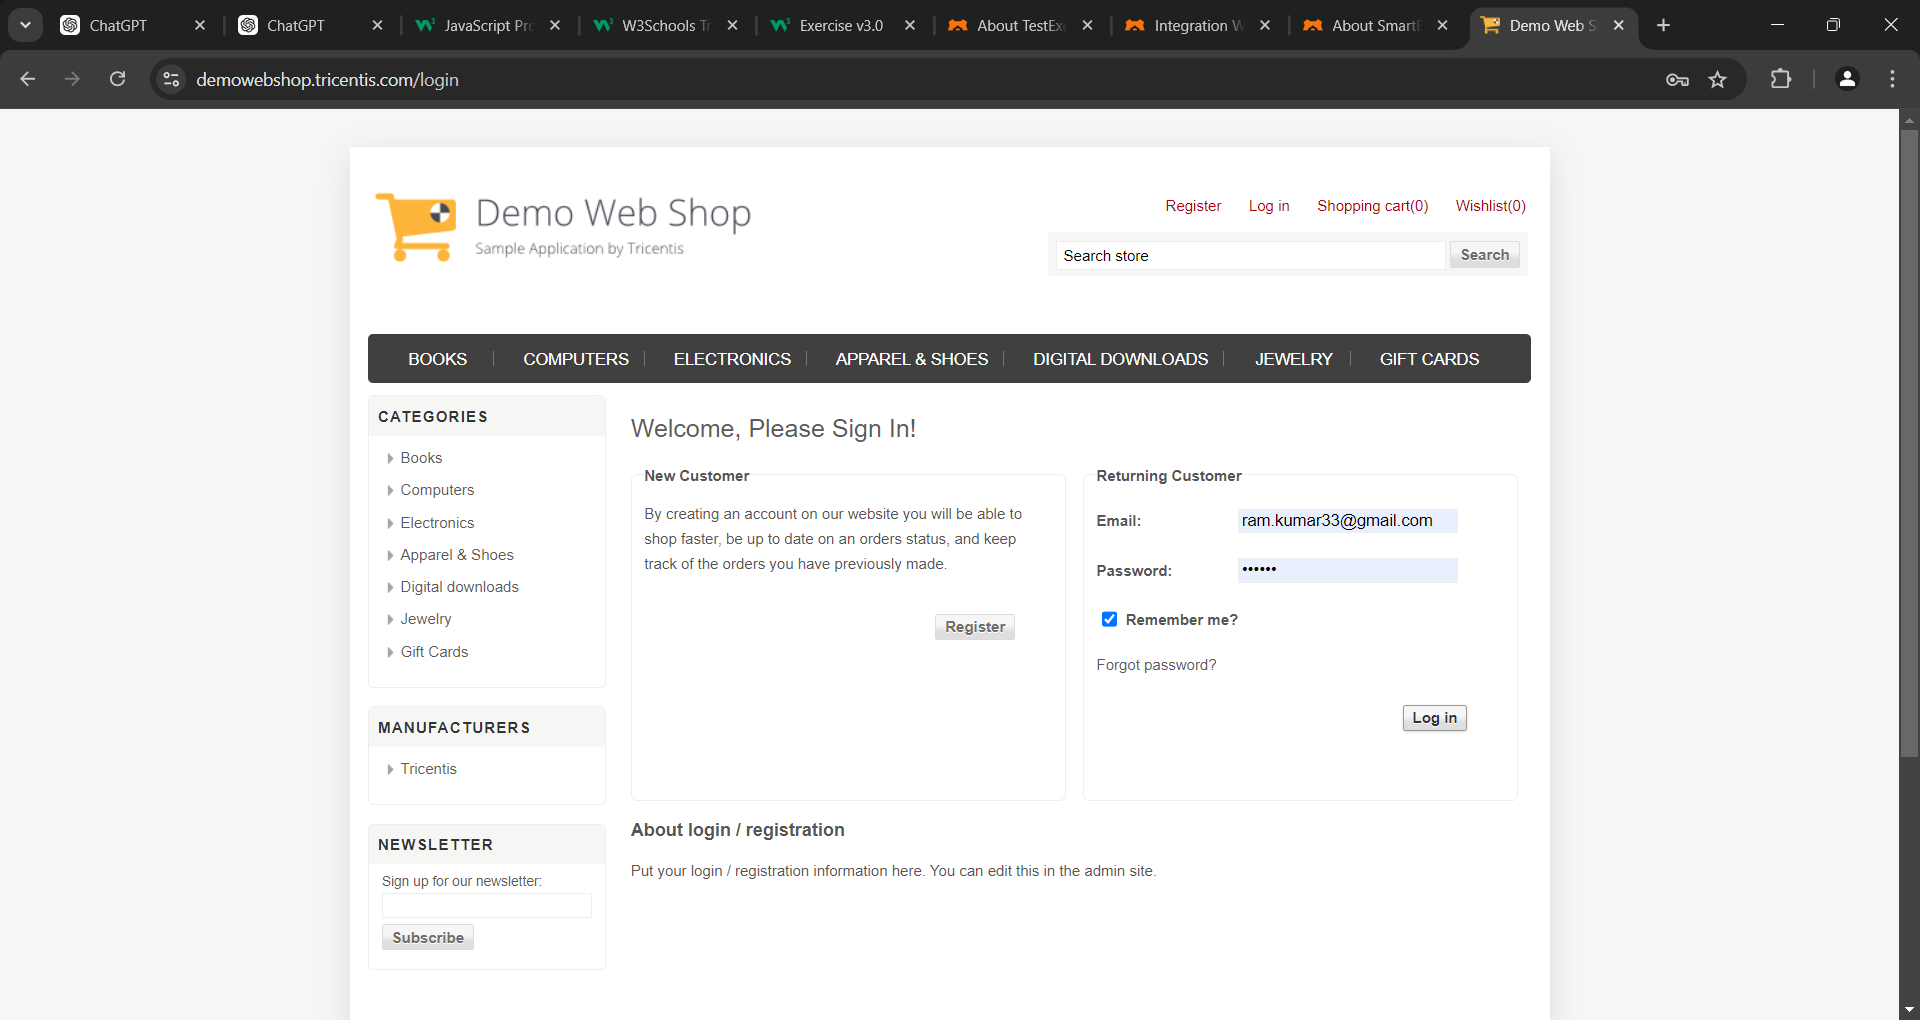 ChatGPT
ChatGPT
JavaScript Pro
W3Schools Tr
Exercise v3.0
About TestExe
Integration W
About SmartE
Demo Web S
demowebshop.tricentis.com/login
Demo Web Shop
Sample Application by Tricentis
Register
Log in
Shopping cart(0)
Wishlist(0)
Search store
Search
BOOKS
COMPUTERS
ELECTRONICS
APPAREL & SHOES
DIGITAL DOWNLOADS
JEWELRY
GIFT CARDS
CATEGORIES
Books
Computers
Electronics
Apparel & Shoes
Digital downloads
Jewelry
Gift Cards
MANUFACTURERS
Tricentis
NEWSLETTER
Sign up for our newsletter:
Subscribe
Welcome, Please Sign In!
New Customer
By creating an account on our website you will be able to
shop faster, be up to date on an orders status, and keep
track of the orders you have previously made.
Register
Returning Customer
Email:
ram.kumar33@gmail.com
Password:
••••••
Remember me?
Forgot password?
Log in
About login / registration
Put your login / registration information here. You can edit this in the admin site.